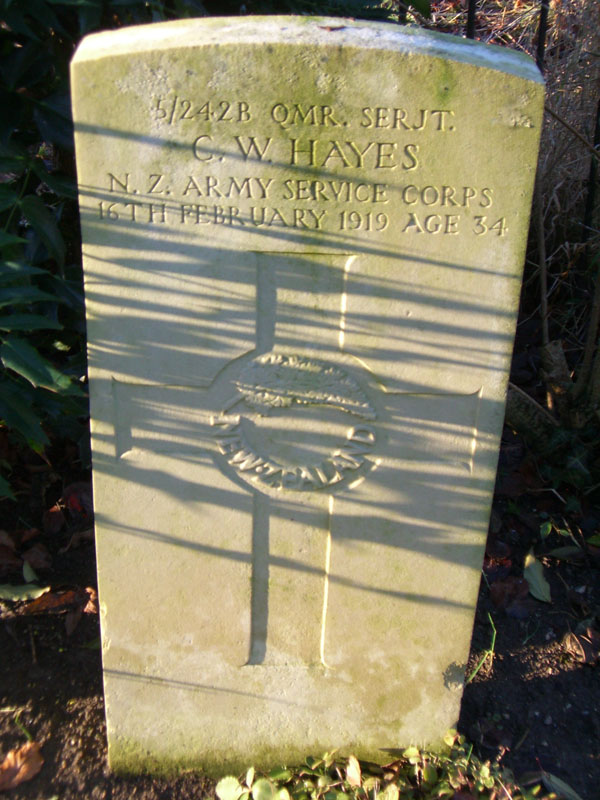 5/242B QMR. SERJT.
C. W. HAYES
N. Z. ARMY SERVICE CORPS
16TH FEBRUARY 1919 AGE 34
NEW ZEALAND